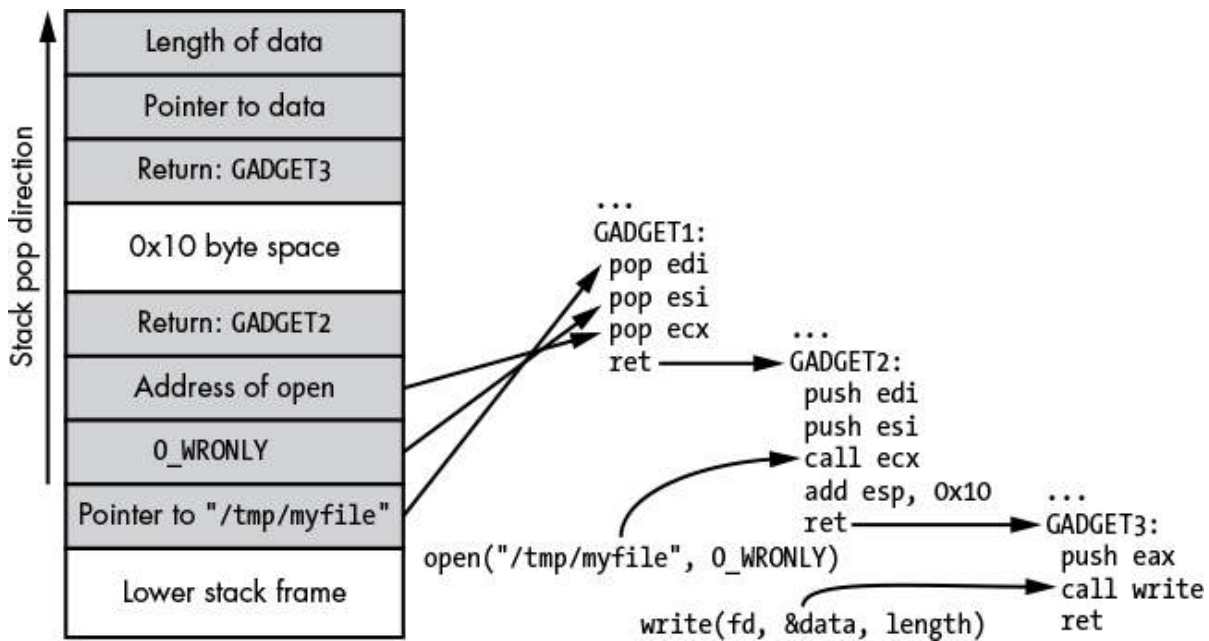 Stack pop direction
Length of data
Pointer to data
Return: GADGET3
0x10 byte space
Return: GADGET2
Address of open
O_WRONLY
Pointer to "/tmp/myfile"
Lower stack frame
...
GADGET1:
pop edi
pop esi
pop ecx
ret
...
GADGET2:
push edi
push esi
call ecx
add esp, 0x10
ret
open("/tmp/myfile", O_WRONLY)
...
GADGET3:
push eax
call write
ret
write(fd, &data, length)